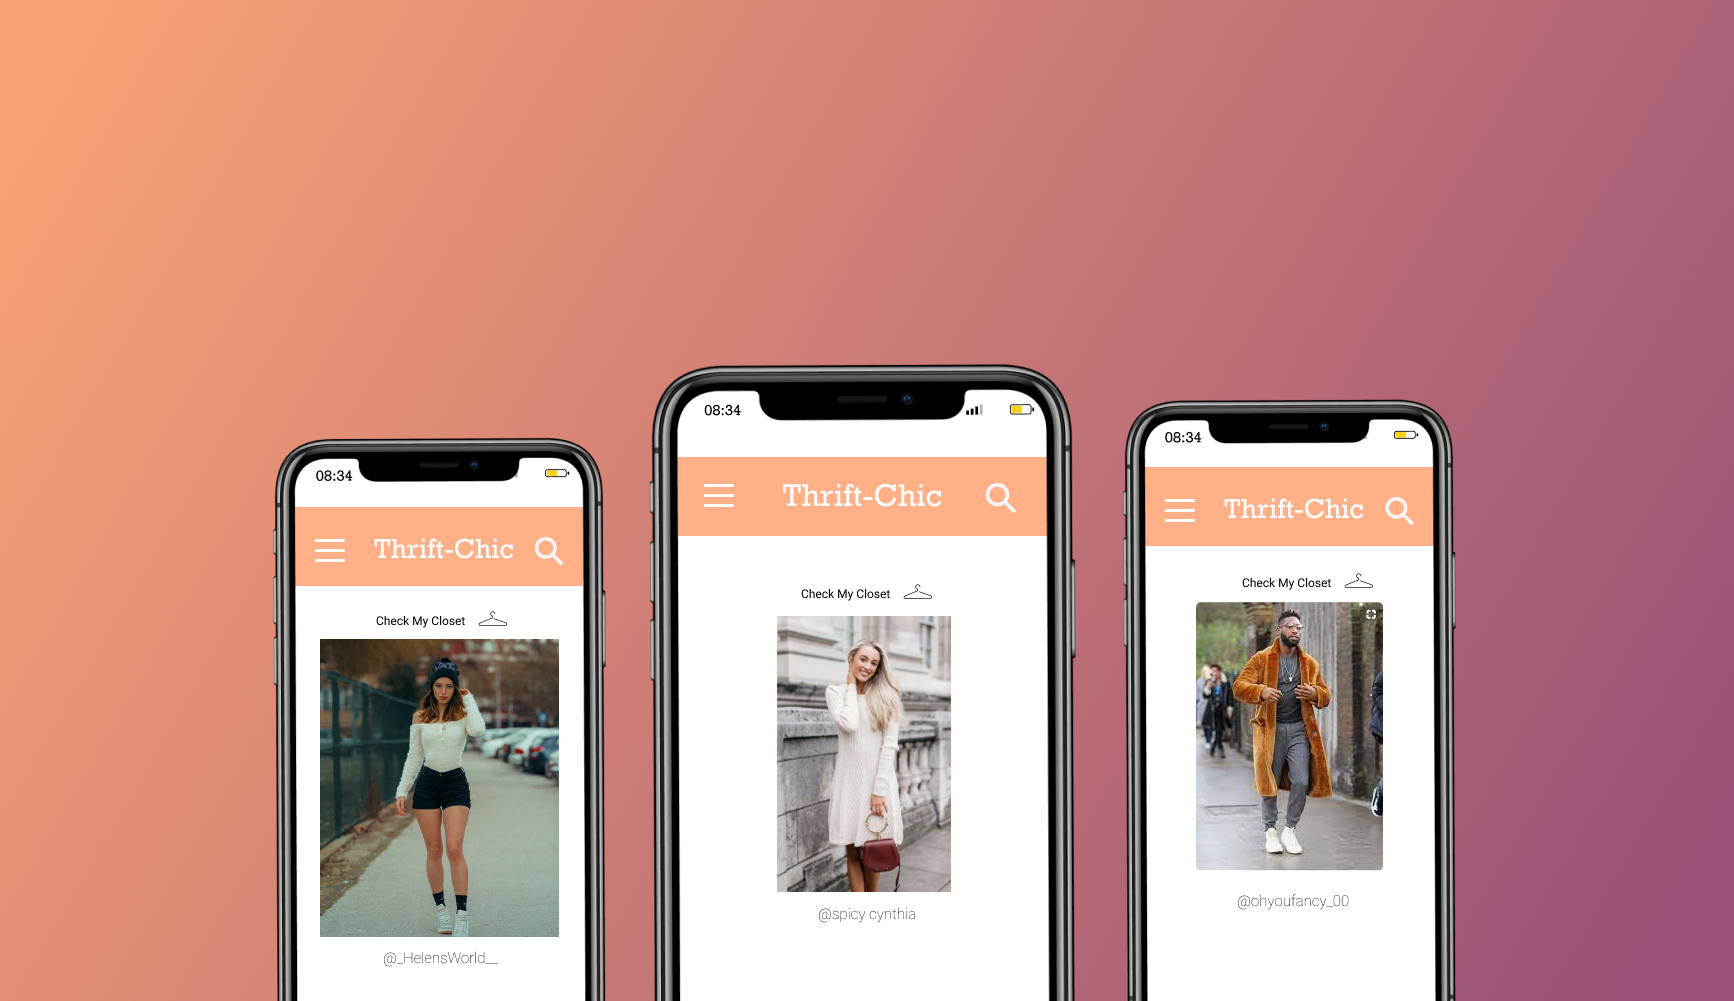 08:34
Thrift-Chic
Check My Closet
@_HelensWorld__
08:34
Thrift-Chic
Check My Closet
@spicy cynthia
08:34
Thrift-Chic
Check My Closet
@ohyoufancy_00